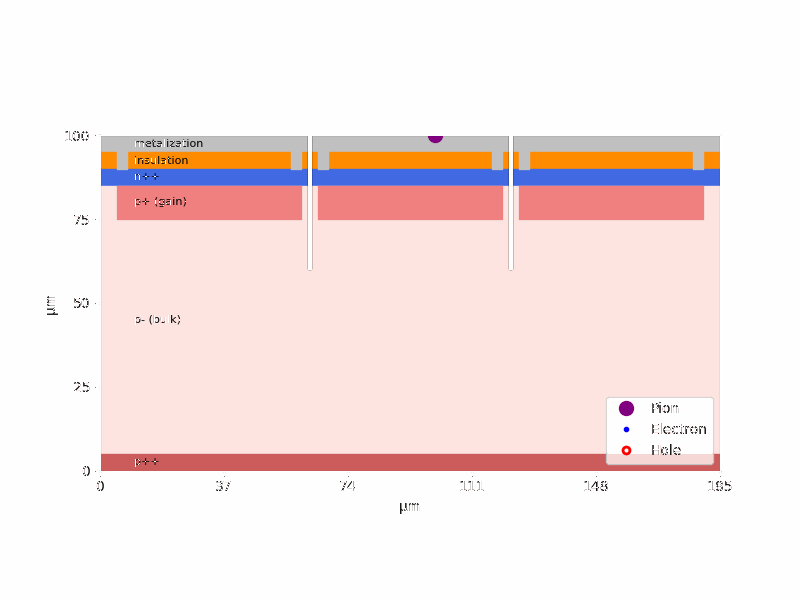 100
metalization
insulation
n++
p+ (gain)
75
50
p- (bulk)
μm
25
Pion
Electron
Hole
p++
0
0
37
74
111
148
185
μm